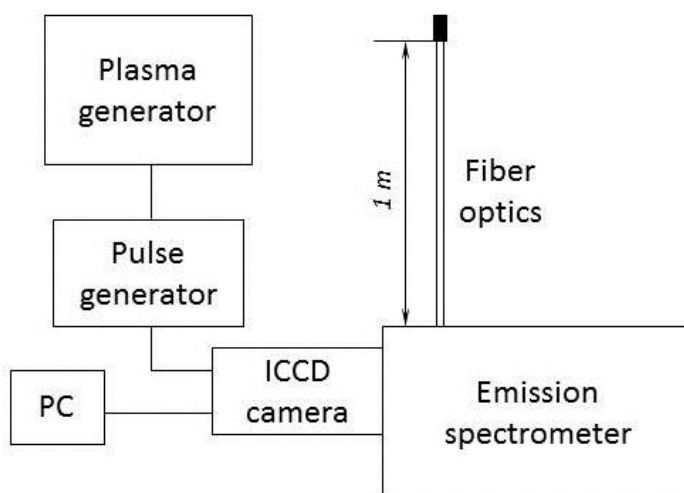 Plasma
generator
1 m
Fiber
optics
Pulse
generator
ICCD
camera
PC
Emission
spectrometer